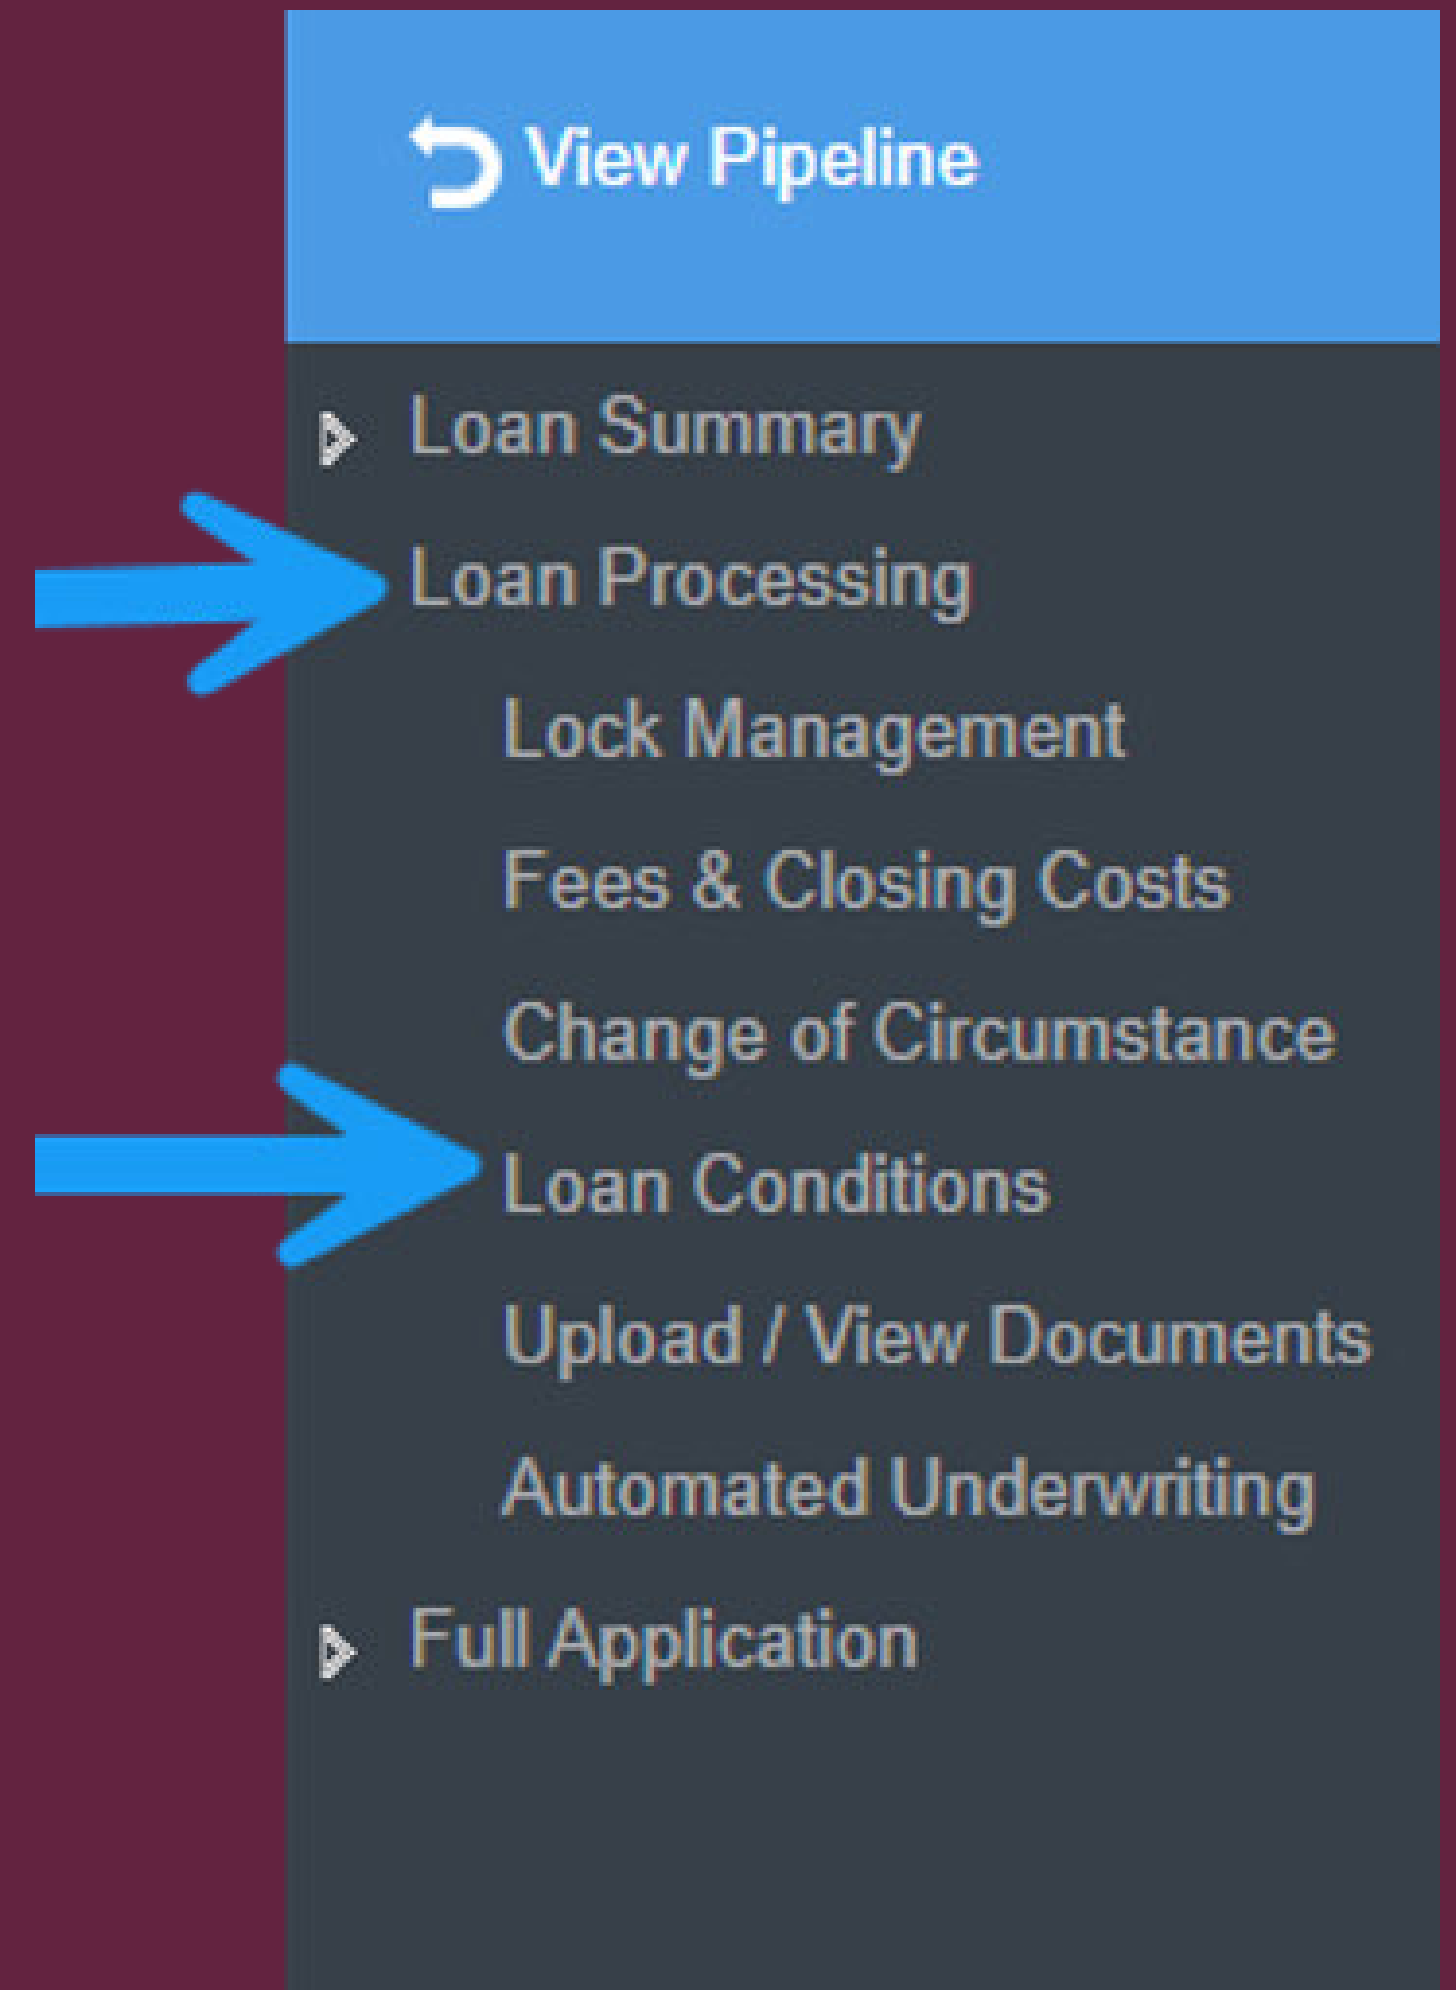 View Pipeline
Loan Summary
Loan Processing
Lock Management
Fees & Closing Costs
Change of Circumstance
Loan Conditions
Upload / View Documents
Automated Underwriting
Full Application